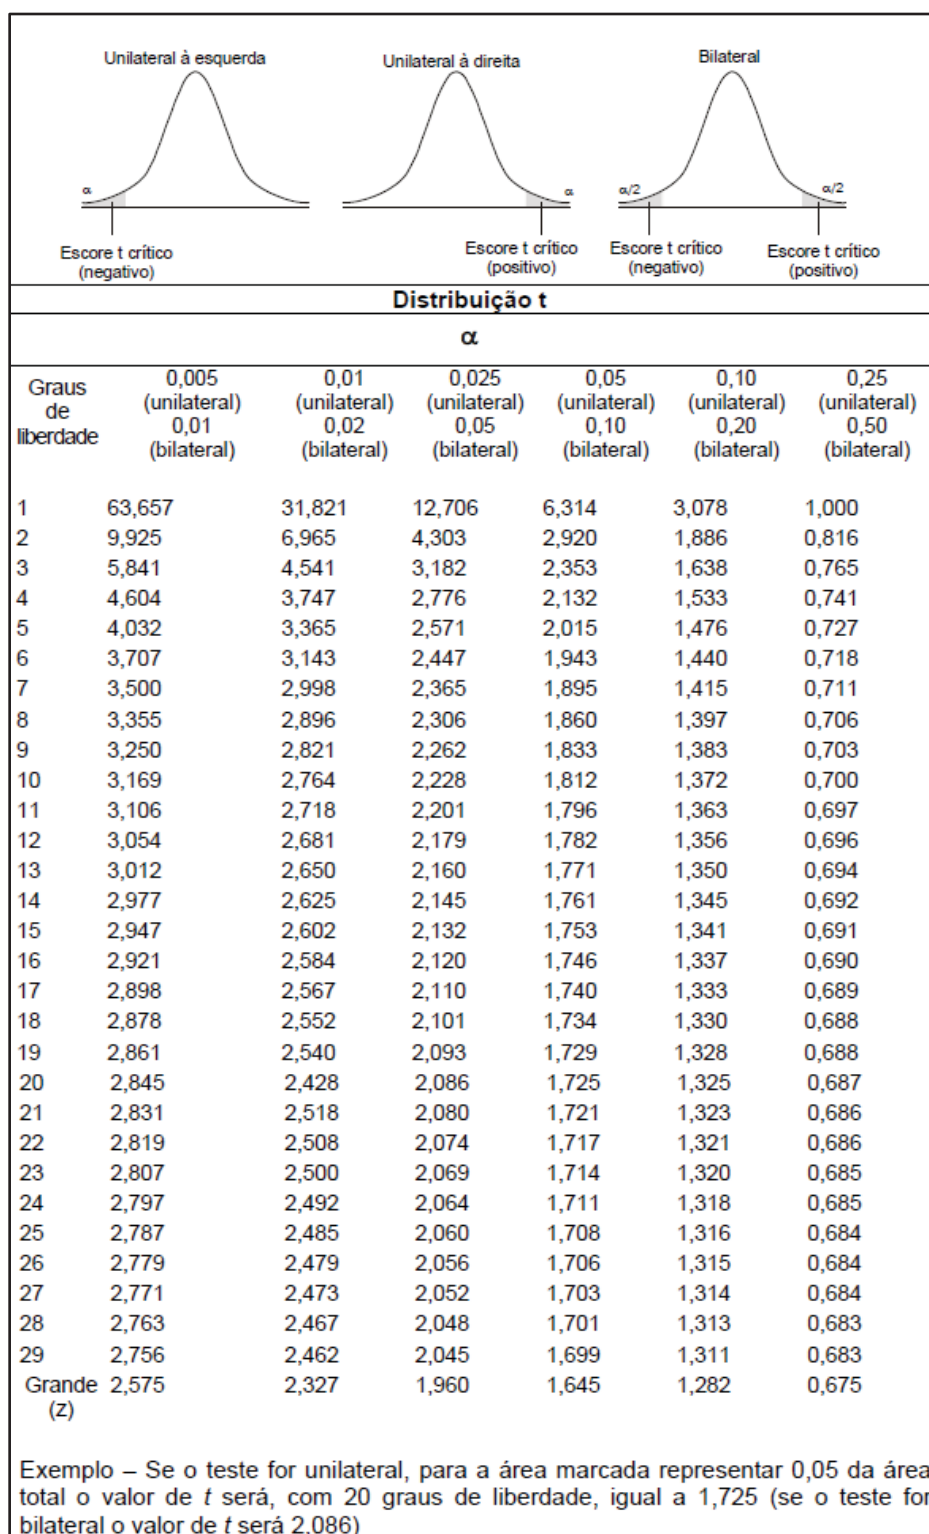 Unilateral à esquerda Unilateral à direita Bilateral
α α α/2 α/2
Escore t crítico (negativo) Escore t crítico (positivo) Escore t crítico (negativo) Escore t crítico (positivo)
Distribuição t
α
Graus de liberdade 0,005 (unilateral) 0,01 (bilateral) 0,01 (unilateral) 0,02 (bilateral) 0,025 (unilateral) 0,05 (bilateral) 0,05 (unilateral) 0,10 (bilateral) 0,10 (unilateral) 0,20 (bilateral) 0,25 (unilateral) 0,50 (bilateral)
1 63,657 31,821 12,706 6,314 3,078 1,000
2 9,925 6,965 4,303 2,920 1,886 0,816
3 5,841 4,541 3,182 2,353 1,638 0,765
4 4,604 3,747 2,776 2,132 1,533 0,741
5 4,032 3,365 2,571 2,015 1,476 0,727
6 3,707 3,143 2,447 1,943 1,440 0,718
7 3,500 2,998 2,365 1,895 1,415 0,711
8 3,355 2,896 2,306 1,860 1,397 0,706
9 3,250 2,821 2,262 1,833 1,383 0,703
10 3,169 2,764 2,228 1,812 1,372 0,700
11 3,106 2,718 2,201 1,796 1,363 0,697
12 3,054 2,681 2,179 1,782 1,356 0,696
13 3,012 2,650 2,160 1,771 1,350 0,694
14 2,977 2,625 2,145 1,761 1,345 0,692
15 2,947 2,602 2,132 1,753 1,341 0,691
16 2,921 2,584 2,120 1,746 1,337 0,690
17 2,898 2,567 2,110 1,740 1,333 0,689
18 2,878 2,552 2,101 1,734 1,330 0,688
19 2,861 2,540 2,093 1,729 1,328 0,688
20 2,845 2,428 2,086 1,725 1,325 0,687
21 2,831 2,518 2,080 1,721 1,323 0,686
22 2,819 2,508 2,074 1,717 1,321 0,686
23 2,807 2,500 2,069 1,714 1,320 0,685
24 2,797 2,492 2,064 1,711 1,318 0,685
25 2,787 2,485 2,060 1,708 1,316 0,684
26 2,779 2,479 2,056 1,706 1,315 0,684
27 2,771 2,473 2,052 1,703 1,314 0,684
28 2,763 2,467 2,048 1,701 1,313 0,683
29 2,756 2,462 2,045 1,699 1,311 0,683
Grande (z) 2,575 2,327 1,960 1,645 1,282 0,675
Exemplo – Se o teste for unilateral, para a área marcada representar 0,05 da área
total o valor de t será, com 20 graus de liberdade, igual a 1,725 (se o teste for
bilateral o valor de t será 2,086)